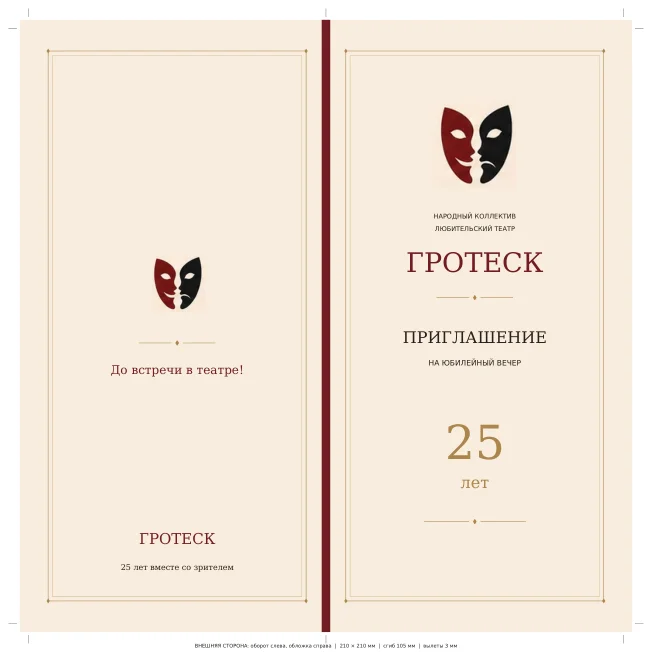 До встречи в театре!
ГРОТЕСК
25 лет вместе со зрителем
НАРОДНЫЙ КОЛЛЕКТИВ
ЛЮБИТЕЛЬСКИЙ ТЕАТР
ГРОТЕСК
ПРИГЛАШЕНИЕ
НА ЮБИЛЕЙНЫЙ ВЕЧЕР
25
лет
ВНЕШНЯЯ СТОРОНА: оборот слева, обложка справа | 210 × 210 мм | сгиб 105 мм | вылеты 3 мм